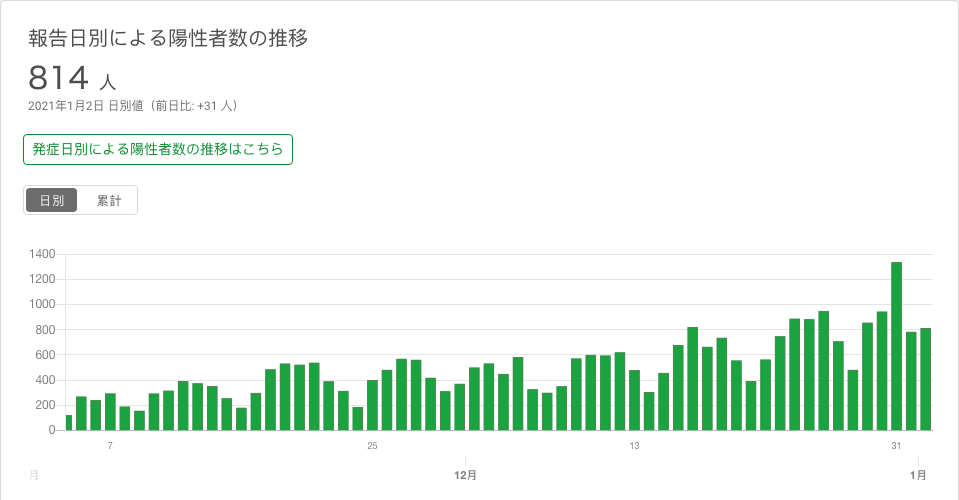 報告日別による陽性者数の推移
814 人
2021年1月2日 日別値（前日比: +31 人）
発症日別による陽性者数の推移はこちら
日別 累計
1400
1200
1000
800
600
400
200
0
7 25 13 31
月 12月 1月